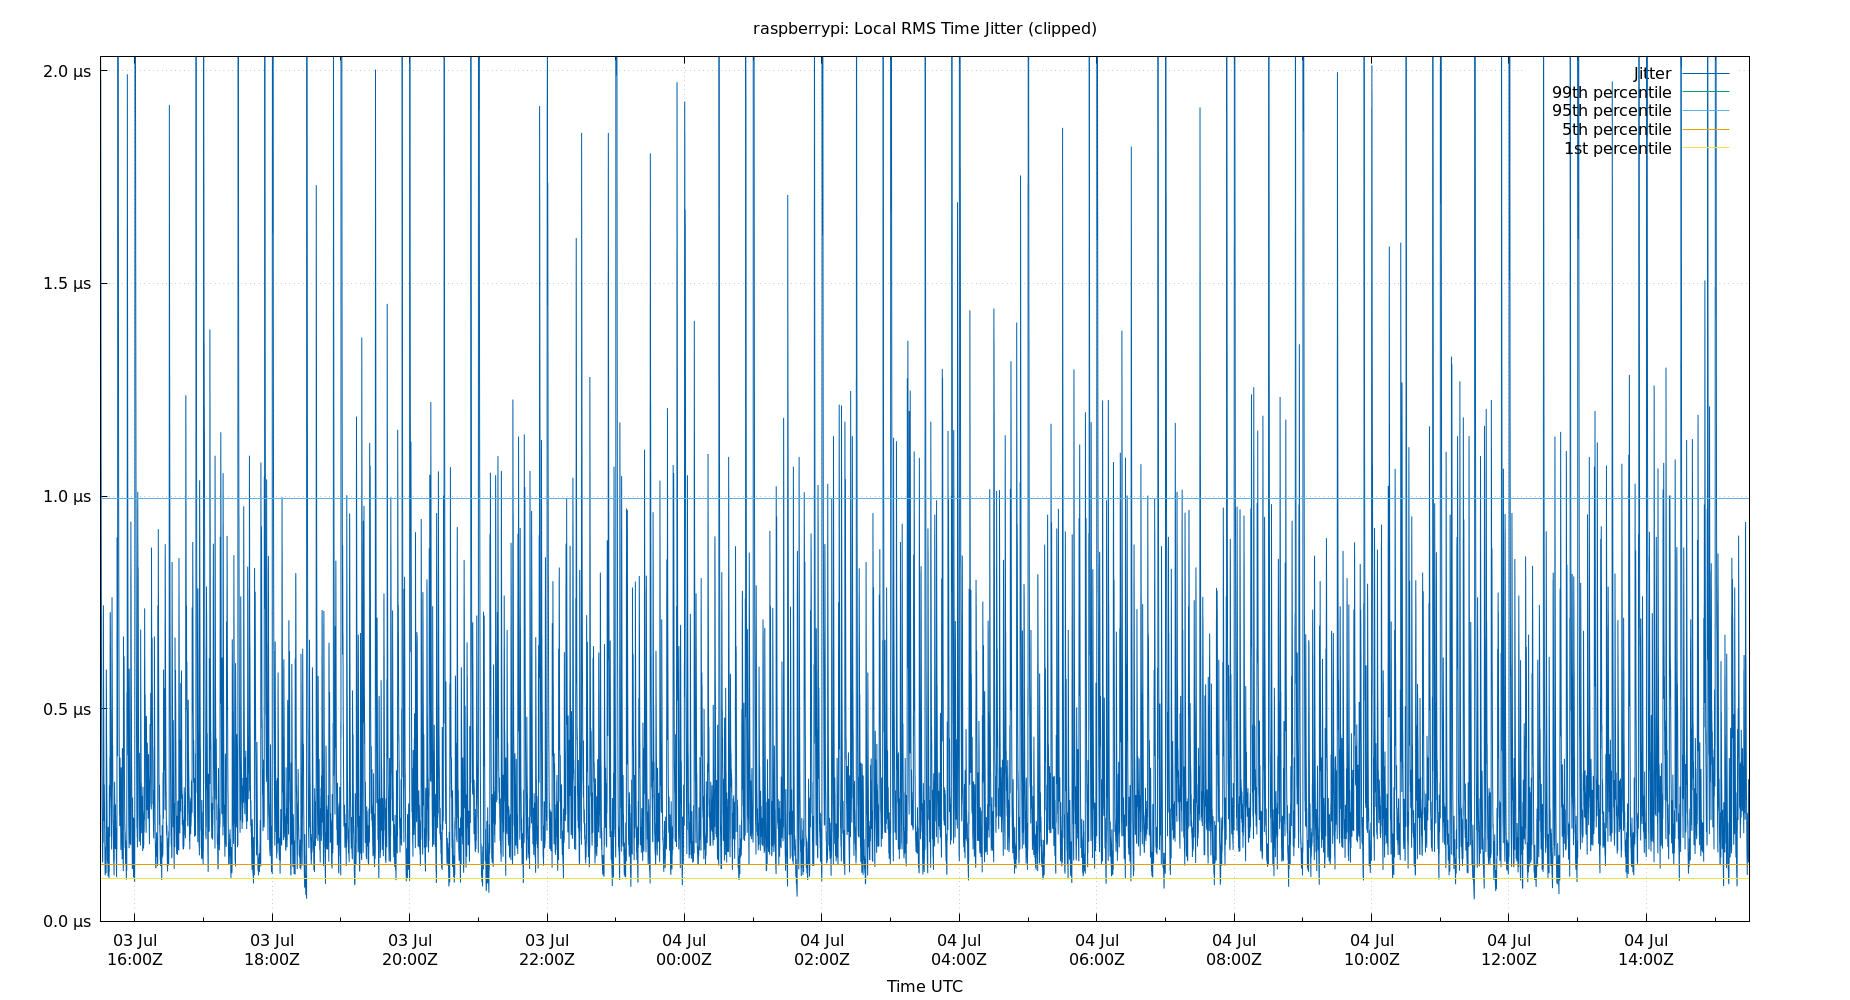 raspberrypi: Local RMS Time Jitter (clipped)
2.0 µs
1.5 µs
1.0 µs
0.5 µs
0.0 µs
Jitter
99th percentile
95th percentile
5th percentile
1st percentile
03 Jul 03 Jul 03 Jul 03 Jul 04 Jul 04 Jul 04 Jul 04 Jul 04 Jul 04 Jul 04 Jul 04 Jul
16:00Z 18:00Z 20:00Z 22:00Z 00:00Z 02:00Z 04:00Z 06:00Z 08:00Z 10:00Z 12:00Z 14:00Z
Time UTC